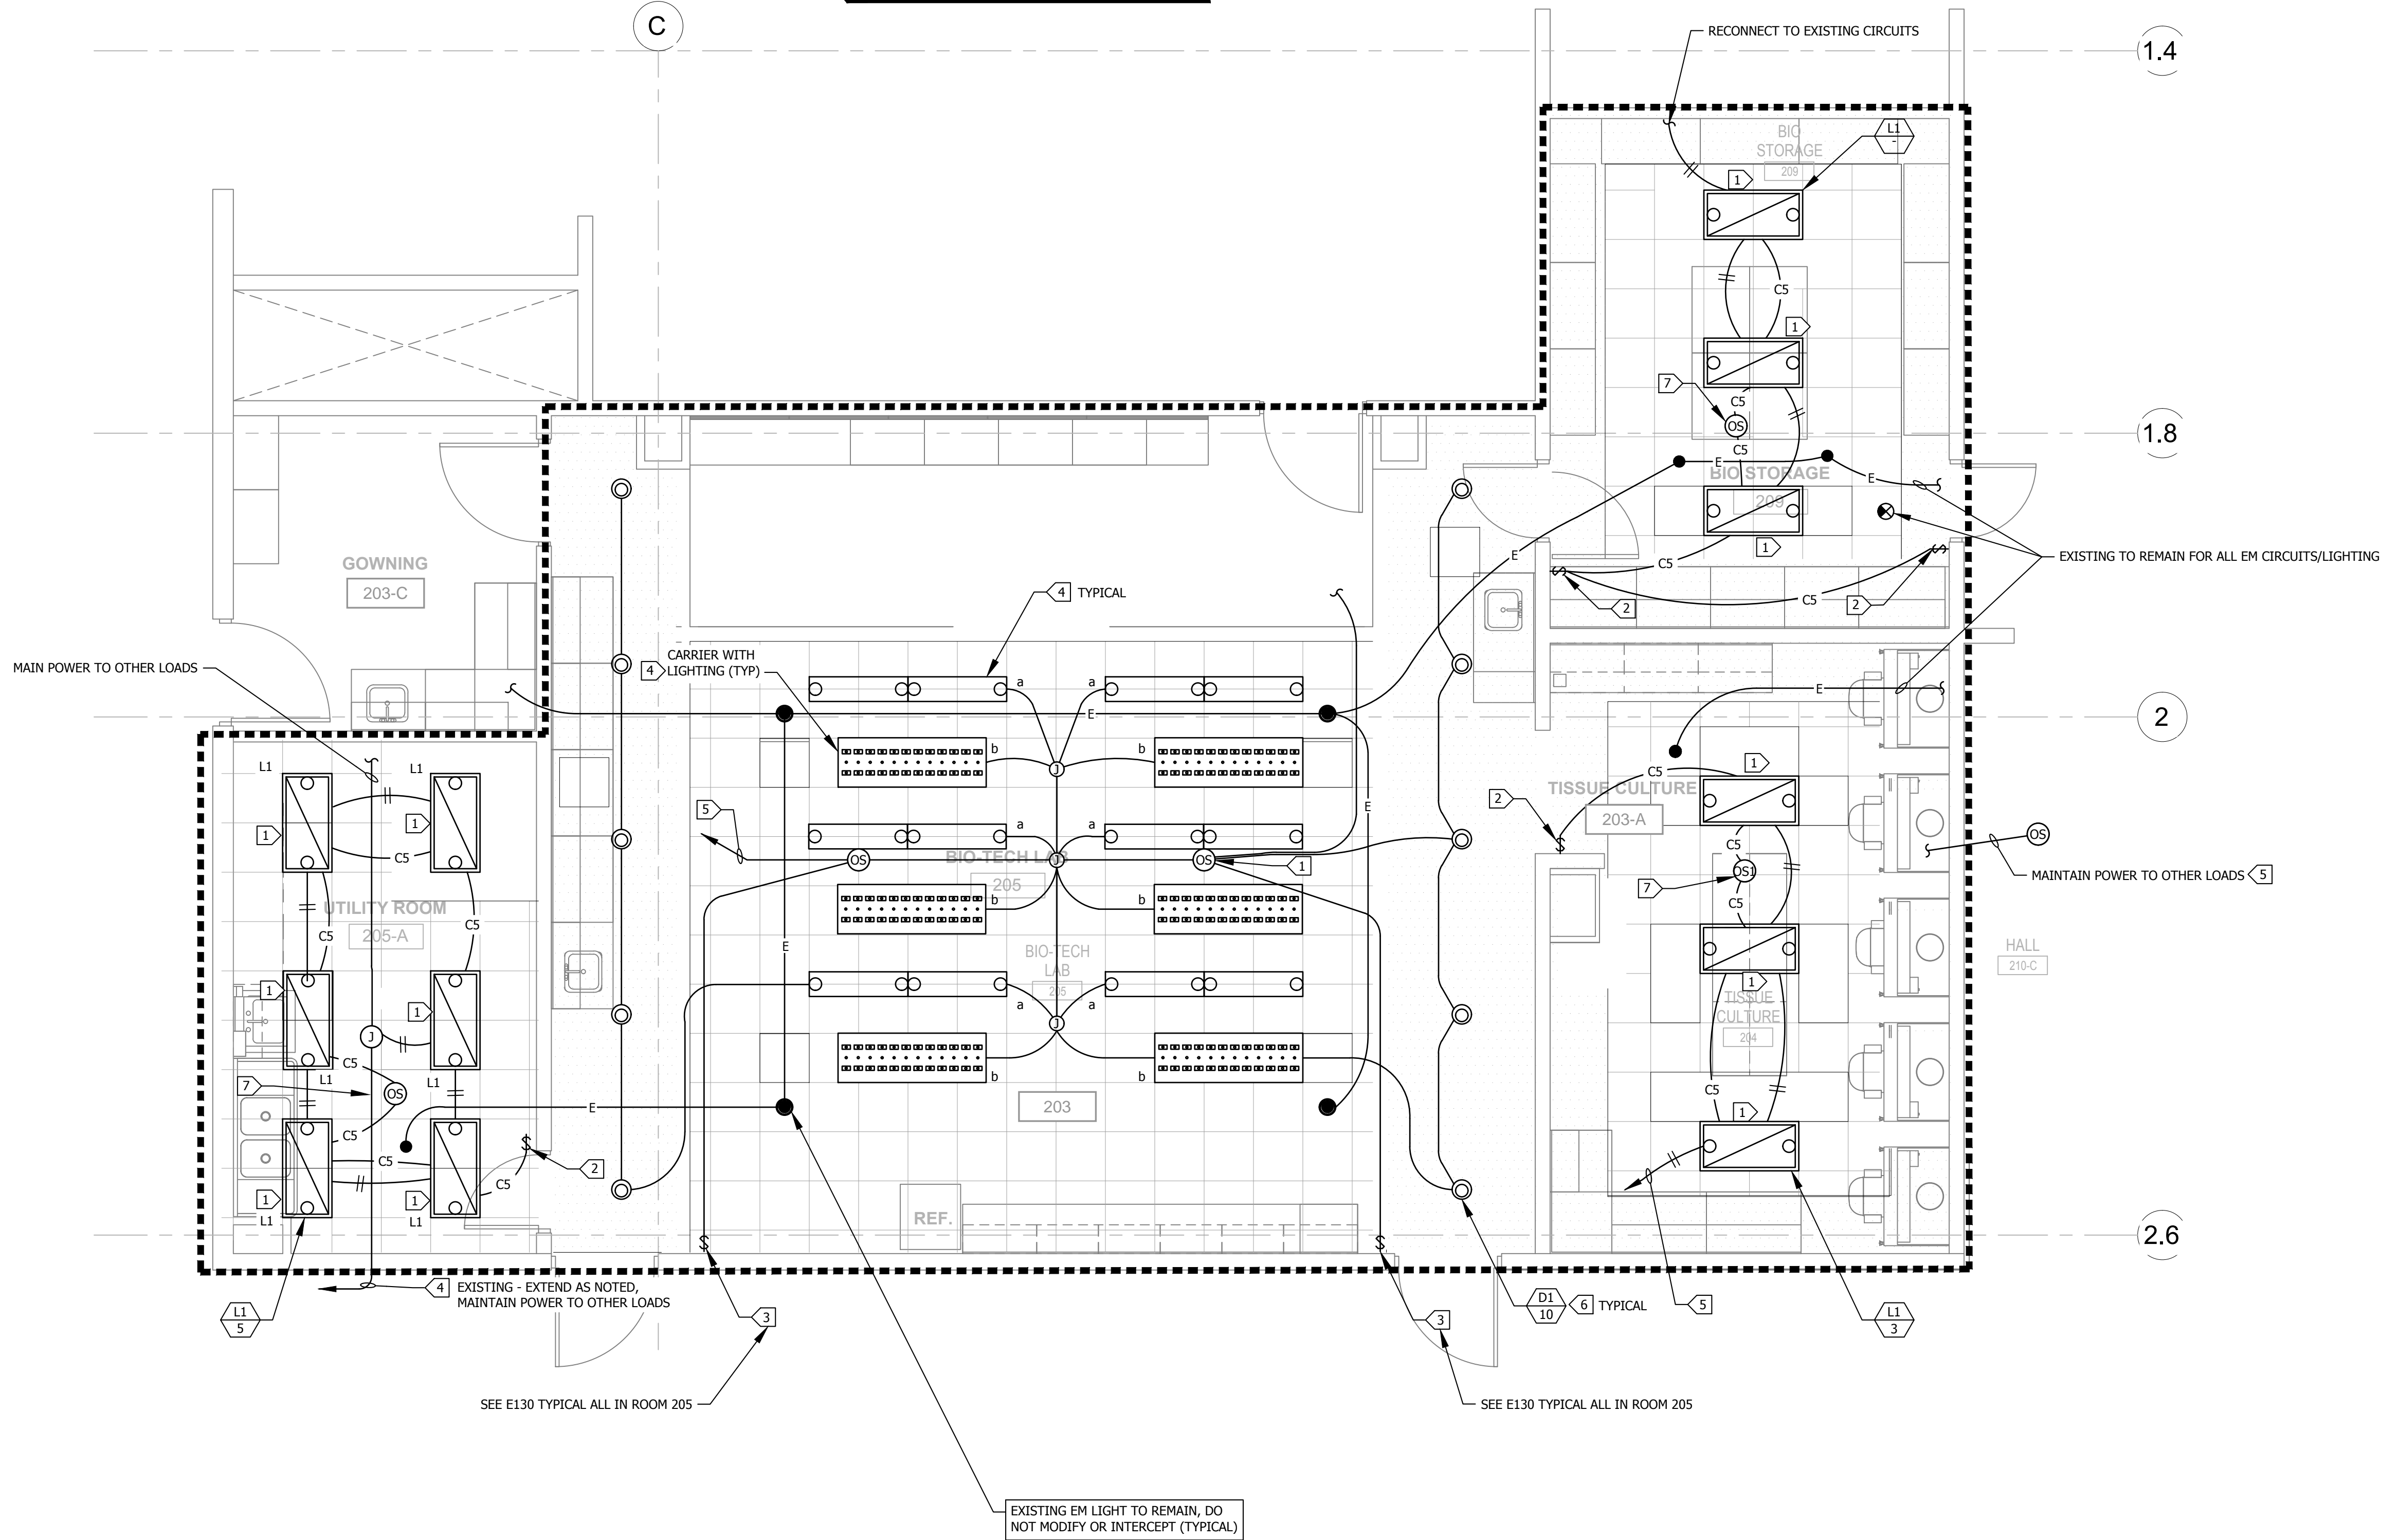 C
RECONNECT TO EXISTING CIRCUITS
1.4
BIO
STORAGE
209
L1
-
1
C5
1
7
C5
OS
1.8
C5
E
BIO STORAGE
E
209
1
E
EXISTING TO REMAIN FOR ALL EM CIRCUITS/LIGHTING
C5
C5
2
2
GOWNING
203-C
4 TYPICAL
MAIN POWER TO OTHER LOADS
CARRIER WITH
4 LIGHTING (TYP)
a
a
E
E
2
b
b
J
L1
L1
1
1
C5
5
E
C5
1
TISSUE CULTURE
203-A
2
a
a
OS
BIO-TECH LAB
J
OS
1
205
b
b
C5
OS1
7
C5
OS
MAINTAIN POWER TO OTHER LOADS 5
UTILITY ROOM
205-A
C5
C5
E
BIO-TECH
LAB
205
HALL
210-C
1
1
1
TISSUE
CULTURE
204
a
a
J
J
C5
L1
L1
7
OS
b
b
C5
E
203
1
C5
C5
C5
2
1
1
L1
L1
REF.
5
2.6
4 EXISTING - EXTEND AS NOTED,
MAINTAIN POWER TO OTHER LOADS
L1
5
3
3
D1
10
6 TYPICAL
L1
3
SEE E130 TYPICAL ALL IN ROOM 205
SEE E130 TYPICAL ALL IN ROOM 205
EXISTING EM LIGHT TO REMAIN, DO
NOT MODIFY OR INTERCEPT (TYPICAL)